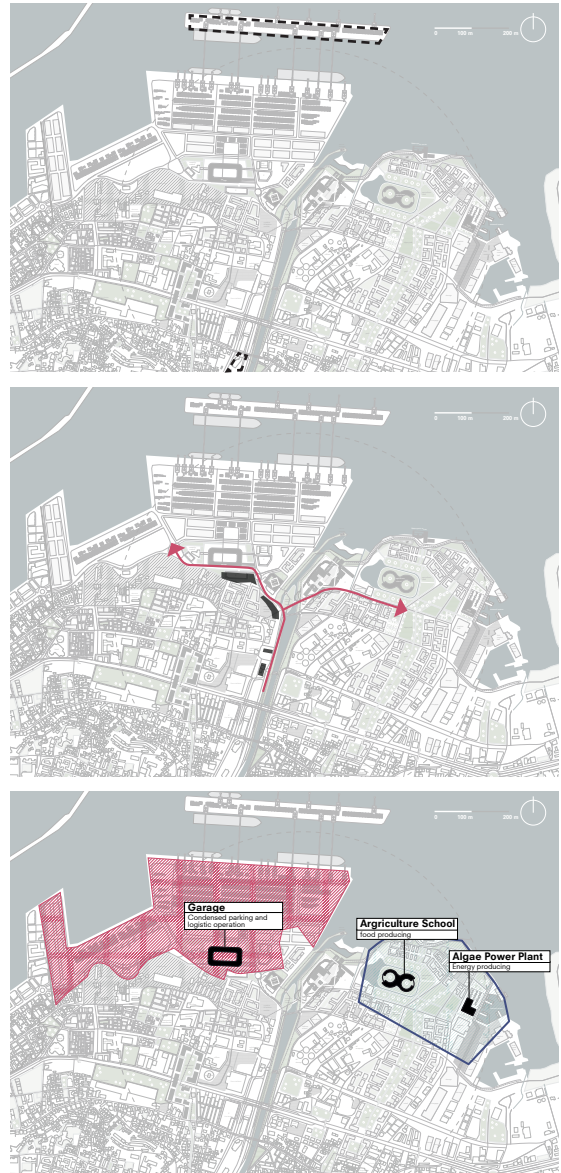 0 100 m 200 m
0 100 m 200 m
0 100 m 200 m
Garage
Condensed parking and
logistic operation
Argriculture School
food producing
Algae Power Plant
Energy producing